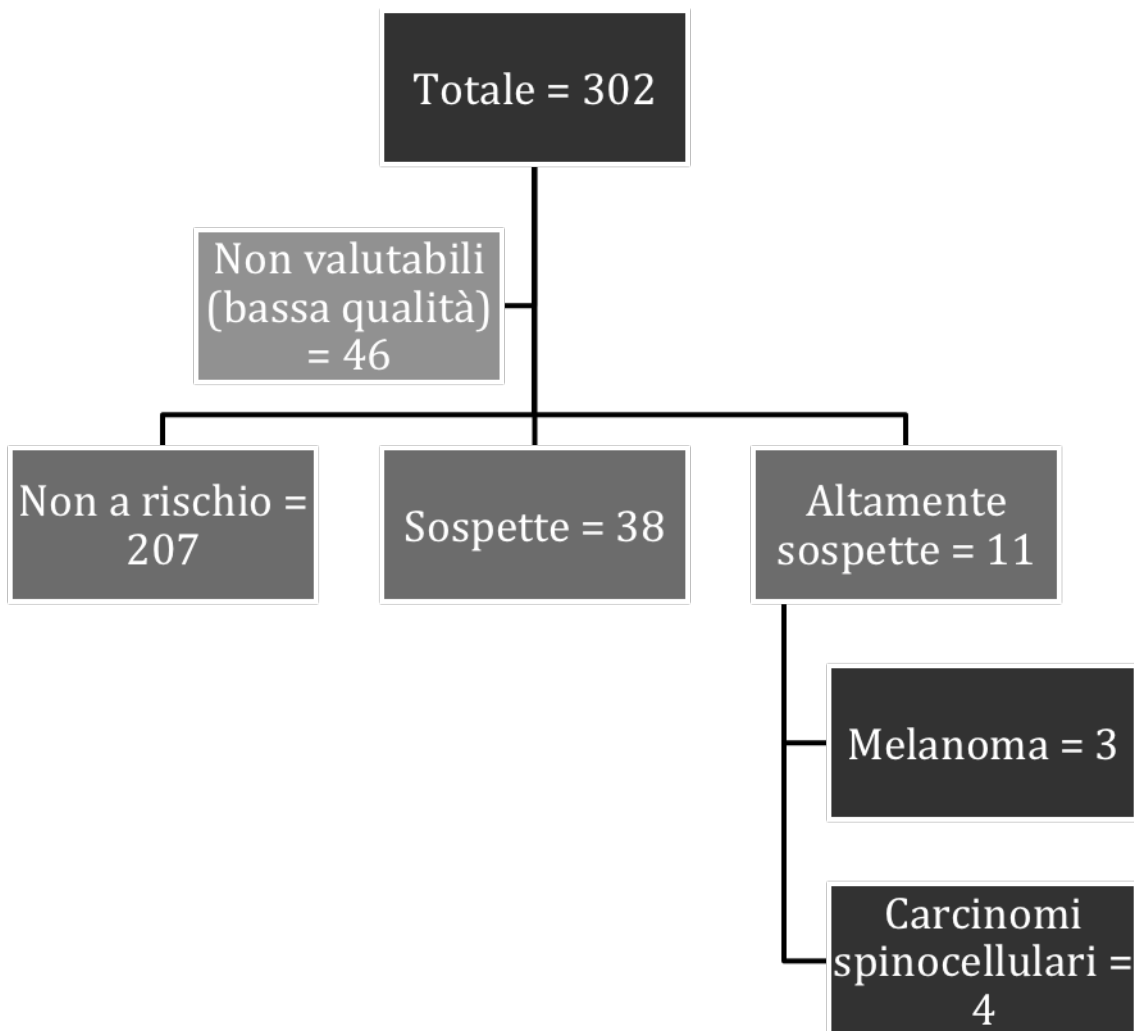 Totale = 302
Non valutabili
(bassa qualità)
= 46
Non a rischio =
207
Sospette = 38
Altamente
sospette = 11
Melanoma = 3
Carcinomi
spinocellulari =
4